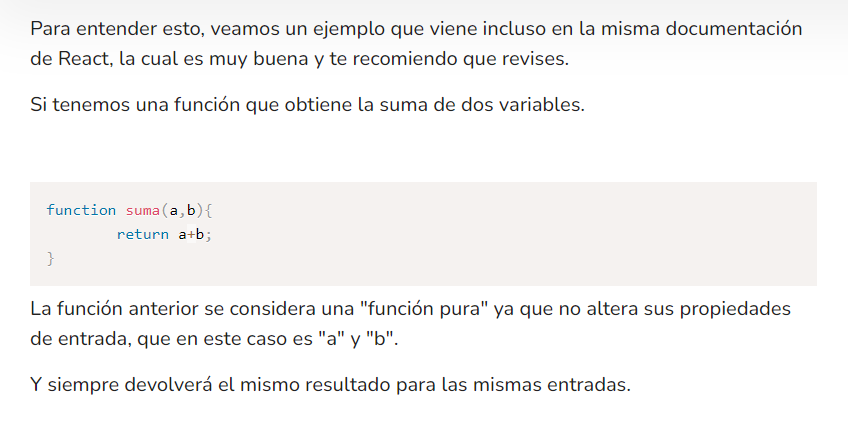 Para entender esto, veamos un ejemplo que viene incluso en la misma documentación
de React, la cual es muy buena y te recomiendo que revises.
Si tenemos una función que obtiene la suma de dos variables.
function suma(a,b){
        return a+b;
}
La función anterior se considera una "función pura" ya que no altera sus propiedades
de entrada, que en este caso es "a" y "b".
Y siempre devolverá el mismo resultado para las mismas entradas.